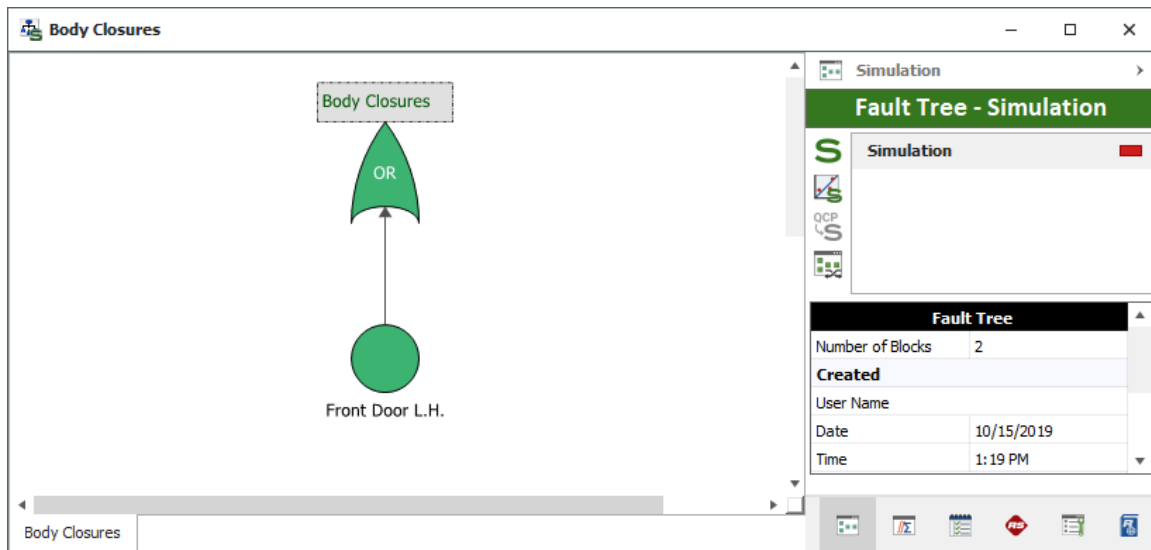 Body Closures
Body Closures
OR
Front Door L.H.
Body Closures
Simulation
Fault Tree - Simulation
S
Simulation
S
QCP
S
Fault Tree
Number of Blocks 2
Created
User Name
Date 10/15/2019
Time 1:19 PM